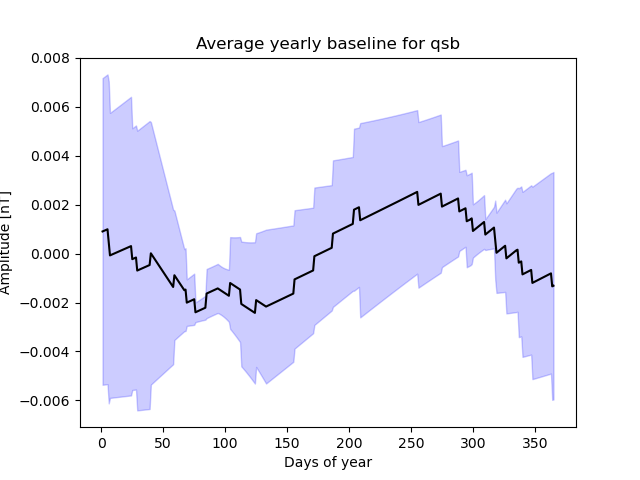 Average yearly baseline for qsb
Amplitude [nT]
0.008
0.006
0.004
0.002
0.000
−0.002
−0.004
−0.006
0 50 100 150 200 250 300 350
Days of year